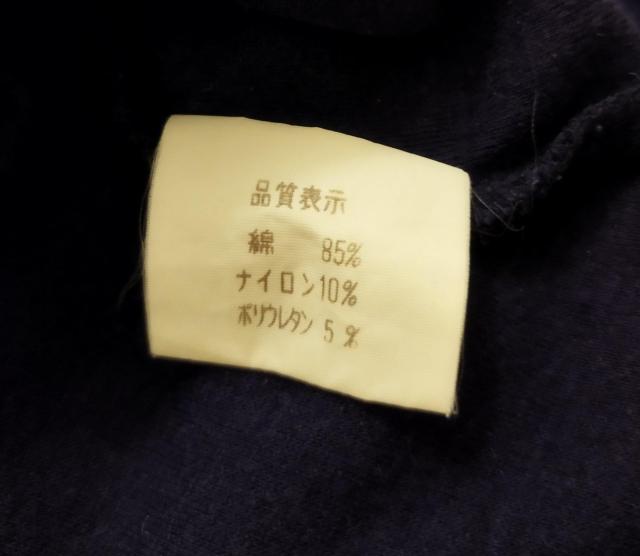 品質表示
綿 85%
ナイロン10%
ポリウレタン 5 %